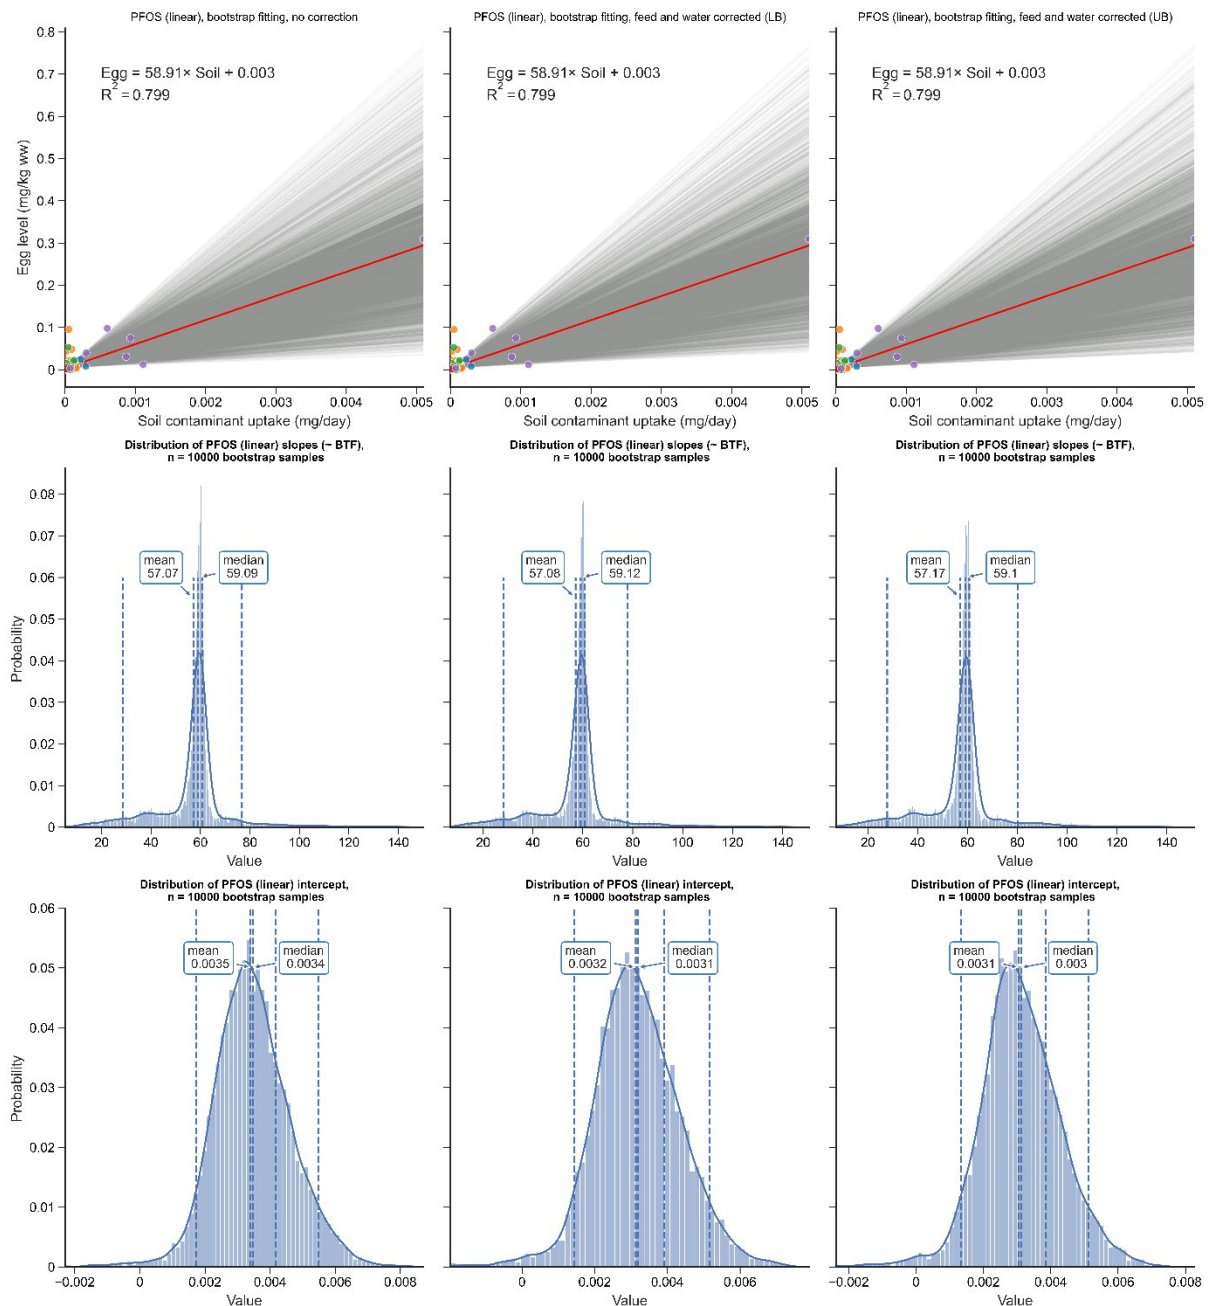 PFOS (linear), bootstrap fitting, no correction
PFOS (linear), bootstrap fitting, feed and water corrected (LB)
PFOS (linear), bootstrap fitting, feed and water corrected (UB)
0.8
0.7
0.6
0.5
0.4
0.3
0.2
0.1
0
Egg level (mg/kg ww)
Egg = 58.91× Soil + 0.003
R² = 0.799
Egg = 58.91× Soil + 0.003
R² = 0.799
Egg = 58.91× Soil + 0.003
R² = 0.799
0 0.001 0.002 0.003 0.004 0.005
0 0.001 0.002 0.003 0.004 0.005
0 0.001 0.002 0.003 0.004 0.005
Soil contaminant uptake (mg/day)
Soil contaminant uptake (mg/day)
Soil contaminant uptake (mg/day)
Distribution of PFOS (linear) slopes (~ BTF),
n = 10000 bootstrap samples
Distribution of PFOS (linear) slopes (~ BTF),
n = 10000 bootstrap samples
Distribution of PFOS (linear) slopes (~ BTF),
n = 10000 bootstrap samples
0.08
0.07
0.06
0.05
0.04
0.03
0.02
0.01
0
Probability
mean
57.07
median
59.09
mean
57.08
median
59.12
mean
57.17
median
59.1
20 40 60 80 100 120 140
20 40 60 80 100 120 140
20 40 60 80 100 120 140
Value
Value
Value
Distribution of PFOS (linear) intercept,
n = 10000 bootstrap samples
Distribution of PFOS (linear) intercept,
n = 10000 bootstrap samples
Distribution of PFOS (linear) intercept,
n = 10000 bootstrap samples
0.06
0.05
0.04
0.03
0.02
0.01
0
Probability
mean
0.0035
median
0.0034
mean
0.0032
median
0.0031
mean
0.0031
median
0.003
−0.002 0 0.002 0.004 0.006 0.008
0 0.002 0.004 0.006
−0.002 0 0.002 0.004 0.006 0.008
Value
Value
Value